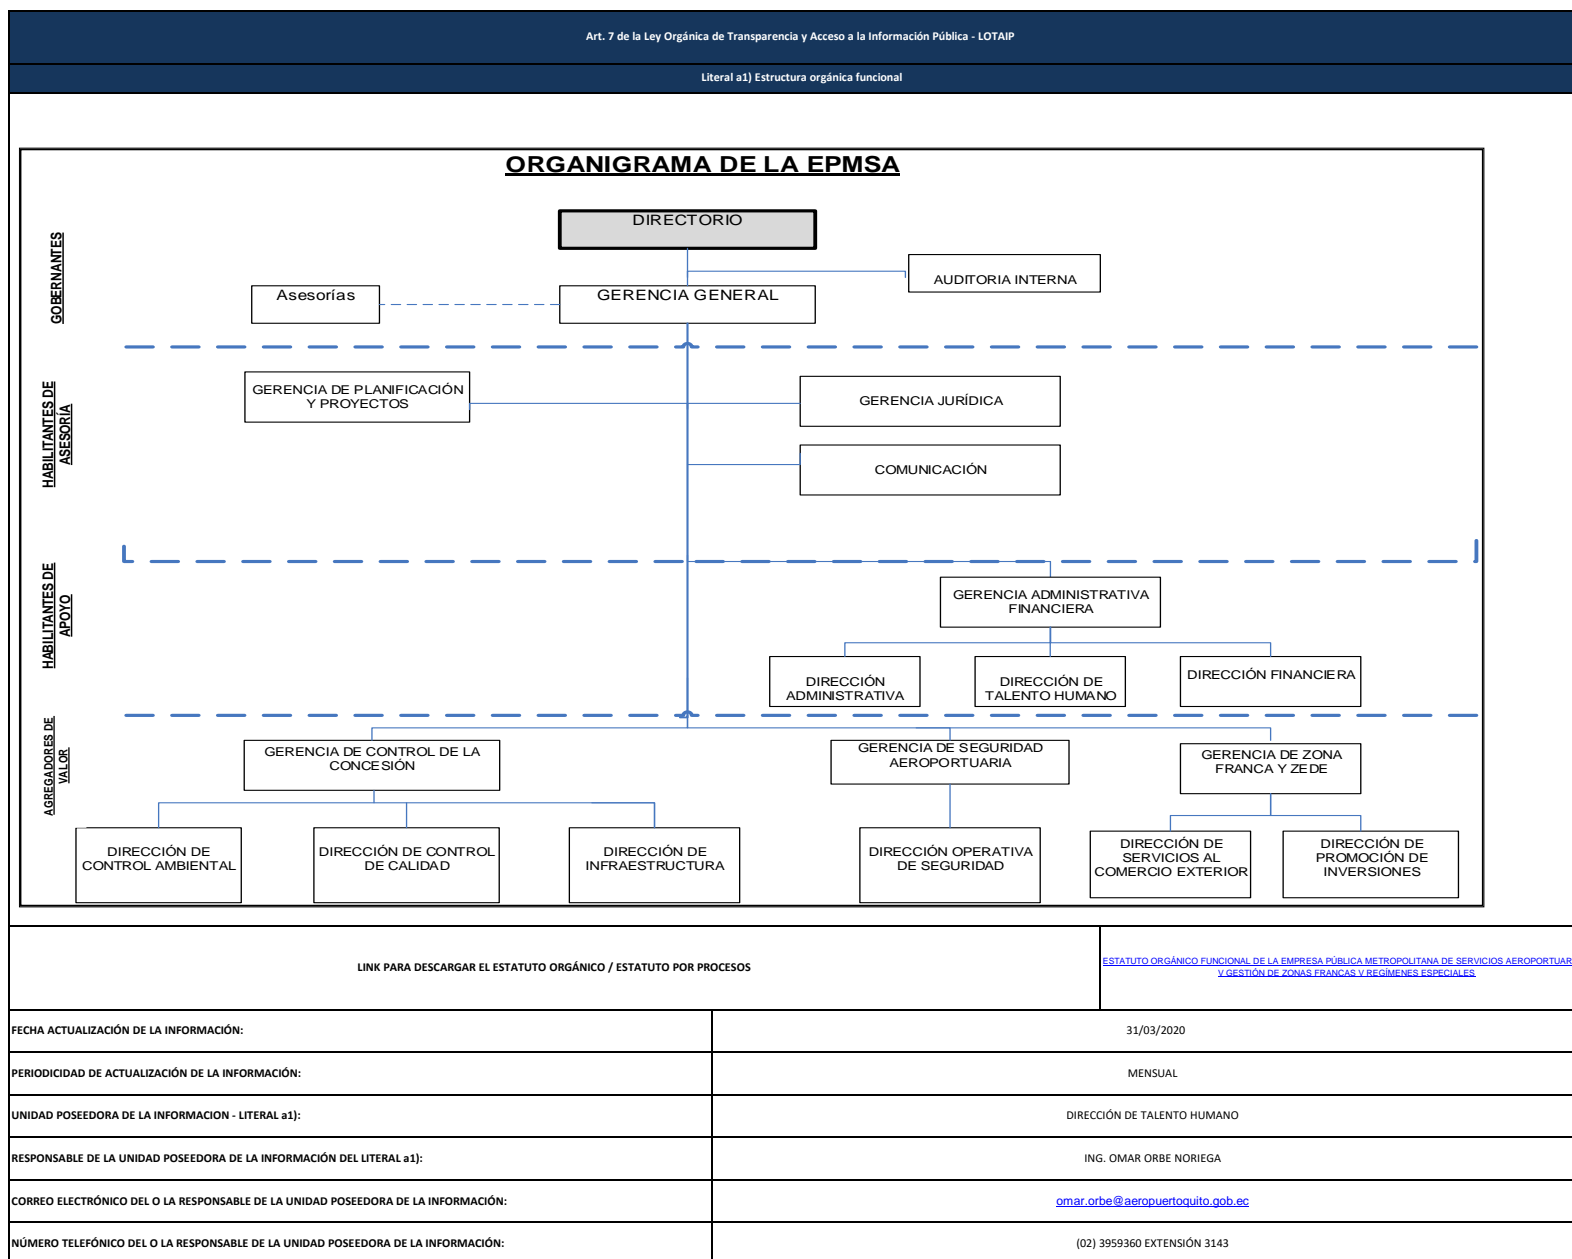 Art. 7 de la Ley Orgánica de Transparencia y Acceso a la Información Pública - LOTAIP
Literal a1) Estructura orgánica funcional
ORGANIGRAMA DE LA EPMSA
GOBERNANTES
DIRECTORIO
AUDITORIA INTERNA
Asesorías
GERENCIA GENERAL
HABILITANTES DE
ASESORÍA
GERENCIA DE PLANIFICACIÓN
Y PROYECTOS
GERENCIA JURÍDICA
COMUNICACIÓN
HABILITANTES DE
APOYO
GERENCIA ADMINISTRATIVA
FINANCIERA
DIRECCIÓN
ADMINISTRATIVA
DIRECCIÓN DE
TALENTO HUMANO
DIRECCIÓN FINANCIERA
AGREGADORES DE
VALOR
GERENCIA DE CONTROL DE LA
CONCESIÓN
GERENCIA DE SEGURIDAD
AEROPORTUARIA
GERENCIA DE ZONA
FRANCA Y ZEDE
DIRECCIÓN DE
CONTROL AMBIENTAL
DIRECCIÓN DE CONTROL
DE CALIDAD
DIRECCIÓN DE
INFRAESTRUCTURA
DIRECCIÓN OPERATIVA
DE SEGURIDAD
DIRECCIÓN DE
SERVICIOS AL
COMERCIO EXTERIOR
DIRECCIÓN DE
PROMOCIÓN DE
INVERSIONES
LINK PARA DESCARGAR EL ESTATUTO ORGÁNICO / ESTATUTO POR PROCESOS
ESTATUTO ORGÁNICO FUNCIONAL DE LA EMPRESA PÚBLICA METROPOLITANA DE SERVICIOS AEROPORTUAR
Y GESTIÓN DE ZONAS FRANCAS Y REGÍMENES ESPECIALES
FECHA ACTUALIZACIÓN DE LA INFORMACIÓN:
31/03/2020
PERIODICIDAD DE ACTUALIZACIÓN DE LA INFORMACIÓN:
MENSUAL
UNIDAD POSEEDORA DE LA INFORMACION - LITERAL a1):
DIRECCIÓN DE TALENTO HUMANO
RESPONSABLE DE LA UNIDAD POSEEDORA DE LA INFORMACIÓN DEL LITERAL a1):
ING. OMAR ORBE NORIEGA
CORREO ELECTRÓNICO DEL O LA RESPONSABLE DE LA UNIDAD POSEEDORA DE LA INFORMACIÓN:
omar.orbe@aeropuertoquito.gob.ec
NÚMERO TELEFÓNICO DEL O LA RESPONSABLE DE LA UNIDAD POSEEDORA DE LA INFORMACIÓN:
(02) 3959360 EXTENSIÓN 3143